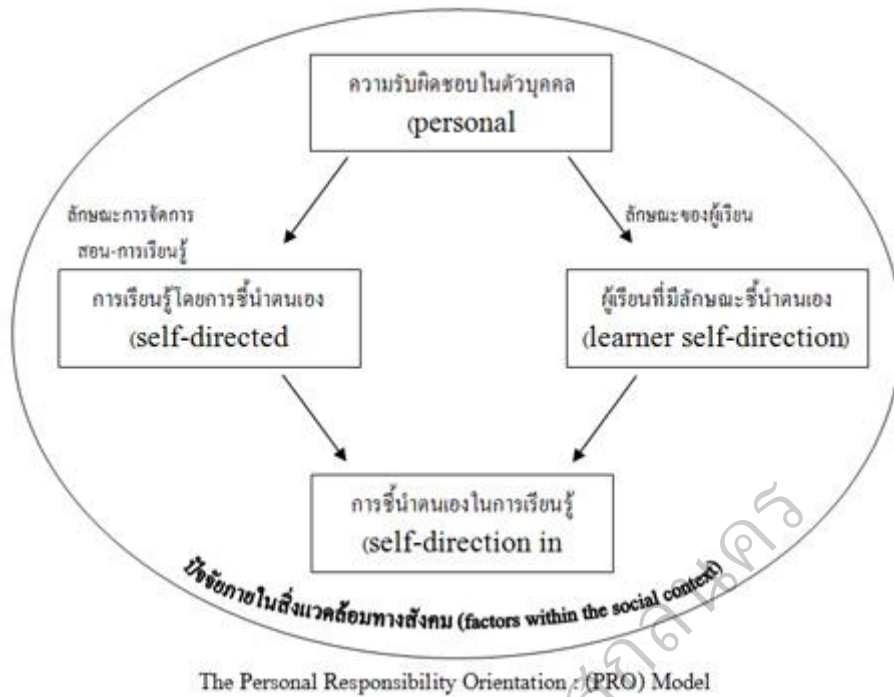 ความรับผิดชอบในตัวบุคคล
(personal
ลักษณะการจัดการ
สอน-การเรียนรู้
ลักษณะของผู้เรียน
การเรียนรู้โดยการชี้นำตนเอง
(self-directed
ผู้เรียนที่มีลักษณะชี้นำตนเอง
(learner self-direction)
การชี้นำตนเองในการเรียนรู้
(self-direction in
ปัจจัยภายในสิ่งแวดล้อมทางสังคม (factors within the social context)
The Personal Responsibility Orientation : (PRO) Model